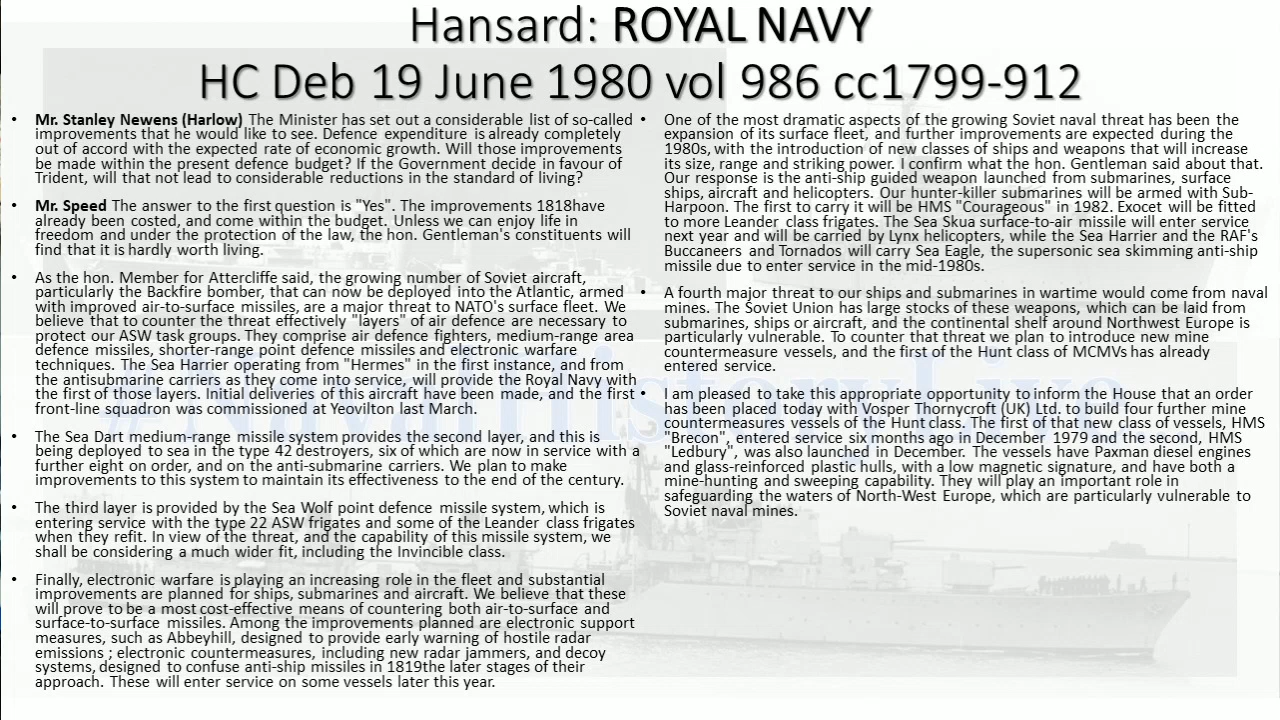 Hansard: ROYAL NAVY
HC Deb 19 June 1980 vol 986 cc1799-912
• Mr. Stanley Newens (Harlow) The Minister has set out a considerable list of so-called
improvements that he would like to see. Defence expenditure is already completely
out of accord with the expected rate of economic growth. Will those improvements
be made within the present defence budget? If the Government decide in favour of
Trident, will that not lead to considerable reductions in the standard of living?
• Mr. Speed The answer to the first question is "Yes". The improvements 1818have
already been costed, and come within the budget. Unless we can enjoy life in
freedom and under the protection of the law, the hon. Gentleman's constituents will
find that it is hardly worth living.
• As the hon. Member for Attercliffe said, the growing number of Soviet aircraft,
particularly the Backfire bomber, that can now be deployed into the Atlantic, armed
with improved air-to-surface missiles, are a major threat to NATO's surface fleet. We
believe that to counter the threat effectively "layers" of air defence are necessary to
protect our ASW task groups. They comprise air defence fighters, medium-range area
defence missiles, shorter-range point defence missiles and electronic warfare
techniques. The Sea Harrier operating from "Hermes" in the first instance, and from
the antisubmarine carriers as they come into service, will provide the Royal Navy with
the first of those layers. Initial deliveries of this aircraft have been made, and the first
front-line squadron was commissioned at Yeovilton last March.
• The Sea Dart medium-range missile system provides the second layer, and this is
being deployed to sea in the type 42 destroyers, six of which are now in service with a
further eight on order, and on the anti-submarine carriers. We plan to make
improvements to this system to maintain its effectiveness to the end of the century.
• The third layer is provided by the Sea Wolf point defence missile system, which is
entering service with the type 22 ASW frigates and some of the Leander class frigates
when they refit. In view of the threat, and the capability of this missile system, we
shall be considering a much wider fit, including the Invincible class.
• Finally, electronic warfare is playing an increasing role in the fleet and substantial
improvements are planned for ships, submarines and aircraft. We believe that these
will prove to be a most cost-effective means of countering both air-to-surface and
surface-to-surface missiles. Among the improvements planned are electronic support
measures, such as Abbeyhill, designed to provide early warning of hostile radar
emissions ; electronic countermeasures, including new radar jammers, and decoy
systems, designed to confuse anti-ship missiles in 1819the later stages of their
approach. These will enter service on some vessels later this year.
• One of the most dramatic aspects of the growing Soviet naval threat has been the
expansion of its surface fleet, and further improvements are expected during the
1980s, with the introduction of new classes of ships and weapons that will increase
its size, range and striking power. I confirm what the hon. Gentleman said about that.
Our response is the anti-ship guided weapon launched from submarines, surface
ships, aircraft and helicopters. Our hunter-killer submarines will be armed with Sub-
Harpoon. The first to carry it will be HMS "Courageous" in 1982. Exocet will be fitted
to more Leander class frigates. The Sea Skua surface-to-air missile will enter service
next year and will be carried by Lynx helicopters, while the Sea Harrier and the RAF's
Buccaneers and Tornados will carry Sea Eagle, the supersonic sea skimming anti-ship
missile due to enter service in the mid-1980s.
• A fourth major threat to our ships and submarines in wartime would come from naval
mines. The Soviet Union has large stocks of these weapons, which can be laid from
submarines, ships or aircraft, and the continental shelf around Northwest Europe is
particularly vulnerable. To counter that threat we plan to introduce new mine
countermeasure vessels, and the first of the Hunt class of MCMVs has already
entered service.
• I am pleased to take this appropriate opportunity to inform the House that an order
has been placed today with Vosper Thornycroft (UK) Ltd. to build four further mine
countermeasures vessels of the Hunt class. The first of that new class of vessels, HMS
"Brecon", entered service six months ago in December 1979 and the second, HMS
"Ledbury", was also launched in December. The vessels have Paxman diesel engines
and glass-reinforced plastic hulls, with a low magnetic signature, and have both a
mine-hunting and sweeping capability. They will play an important role in
safeguarding the waters of North-West Europe, which are particularly vulnerable to
Soviet naval mines.
#NavalHistoryLive